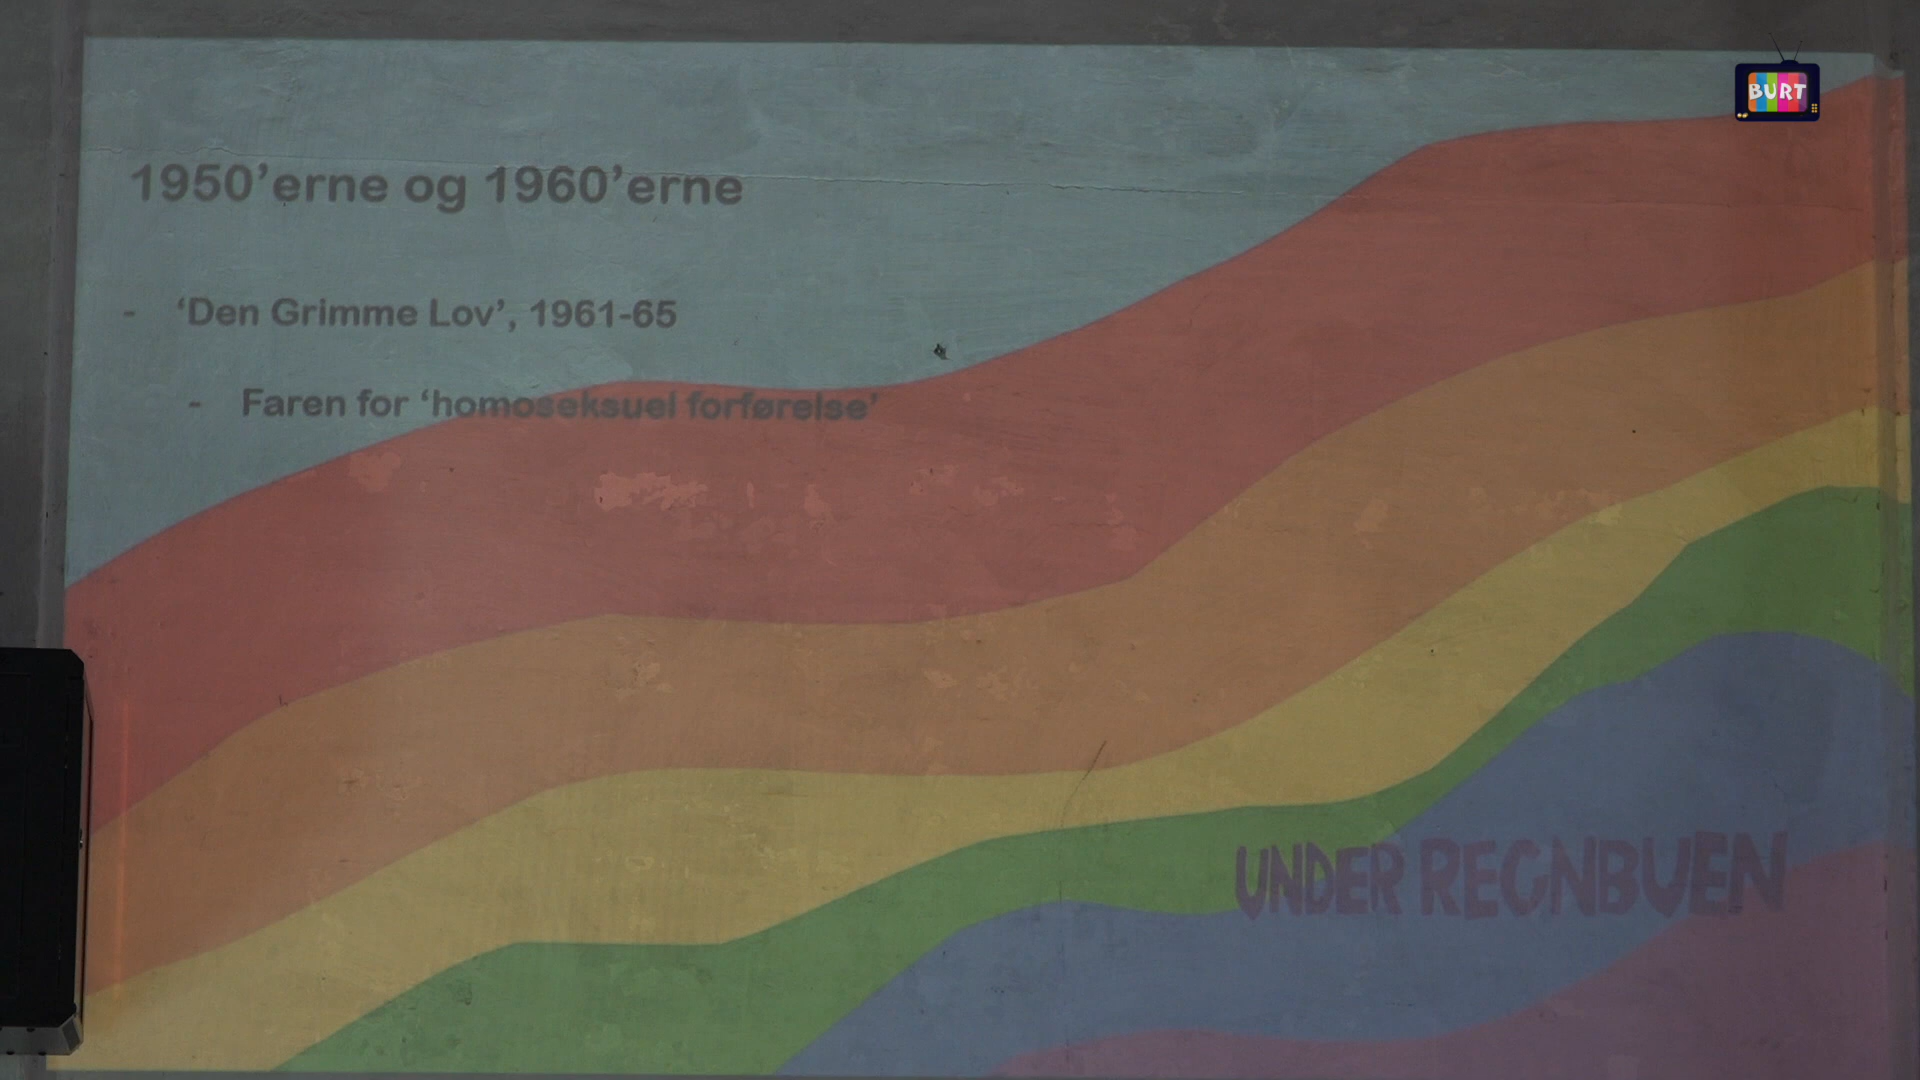 BURT
1950’erne og 1960’erne
- ‘Den Grimme Lov’, 1961-65
- Faren for ‘homoseksuel forførelse’
UNDER REGNBUEN